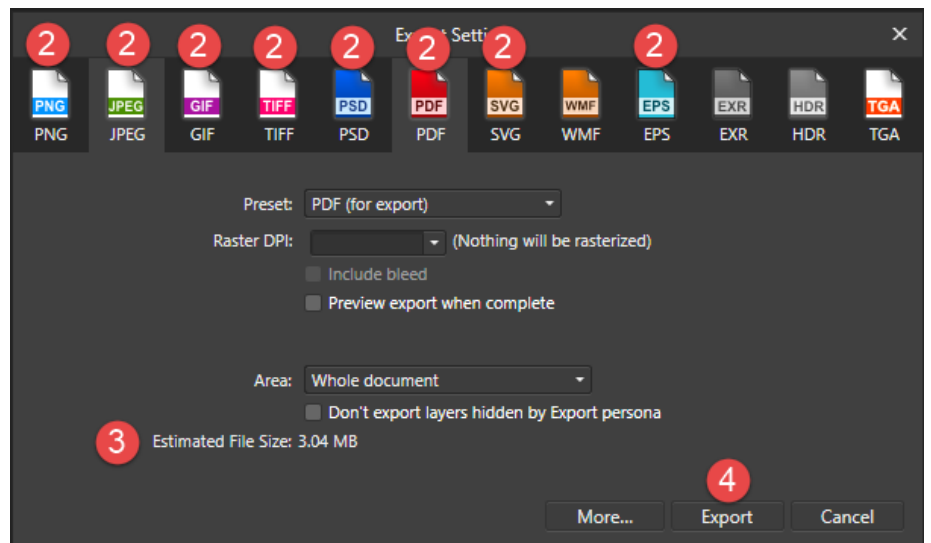 Export Setti
2 2 2 2 2 2 2 2
PNG JPEG GIF TIFF PSD PDF SVG WMF EPS EXR HDR TGA
PNG JPEG GIF TIFF PSD PDF SVG WMF EPS EXR HDR TGA
Preset: PDF (for export)
Raster DPI: (Nothing will be rasterized)
Include bleed
Preview export when complete
Area: Whole document
Don't export layers hidden by Export persona
3 Estimated File Size: 3.04 MB
4
More... Export Cancel